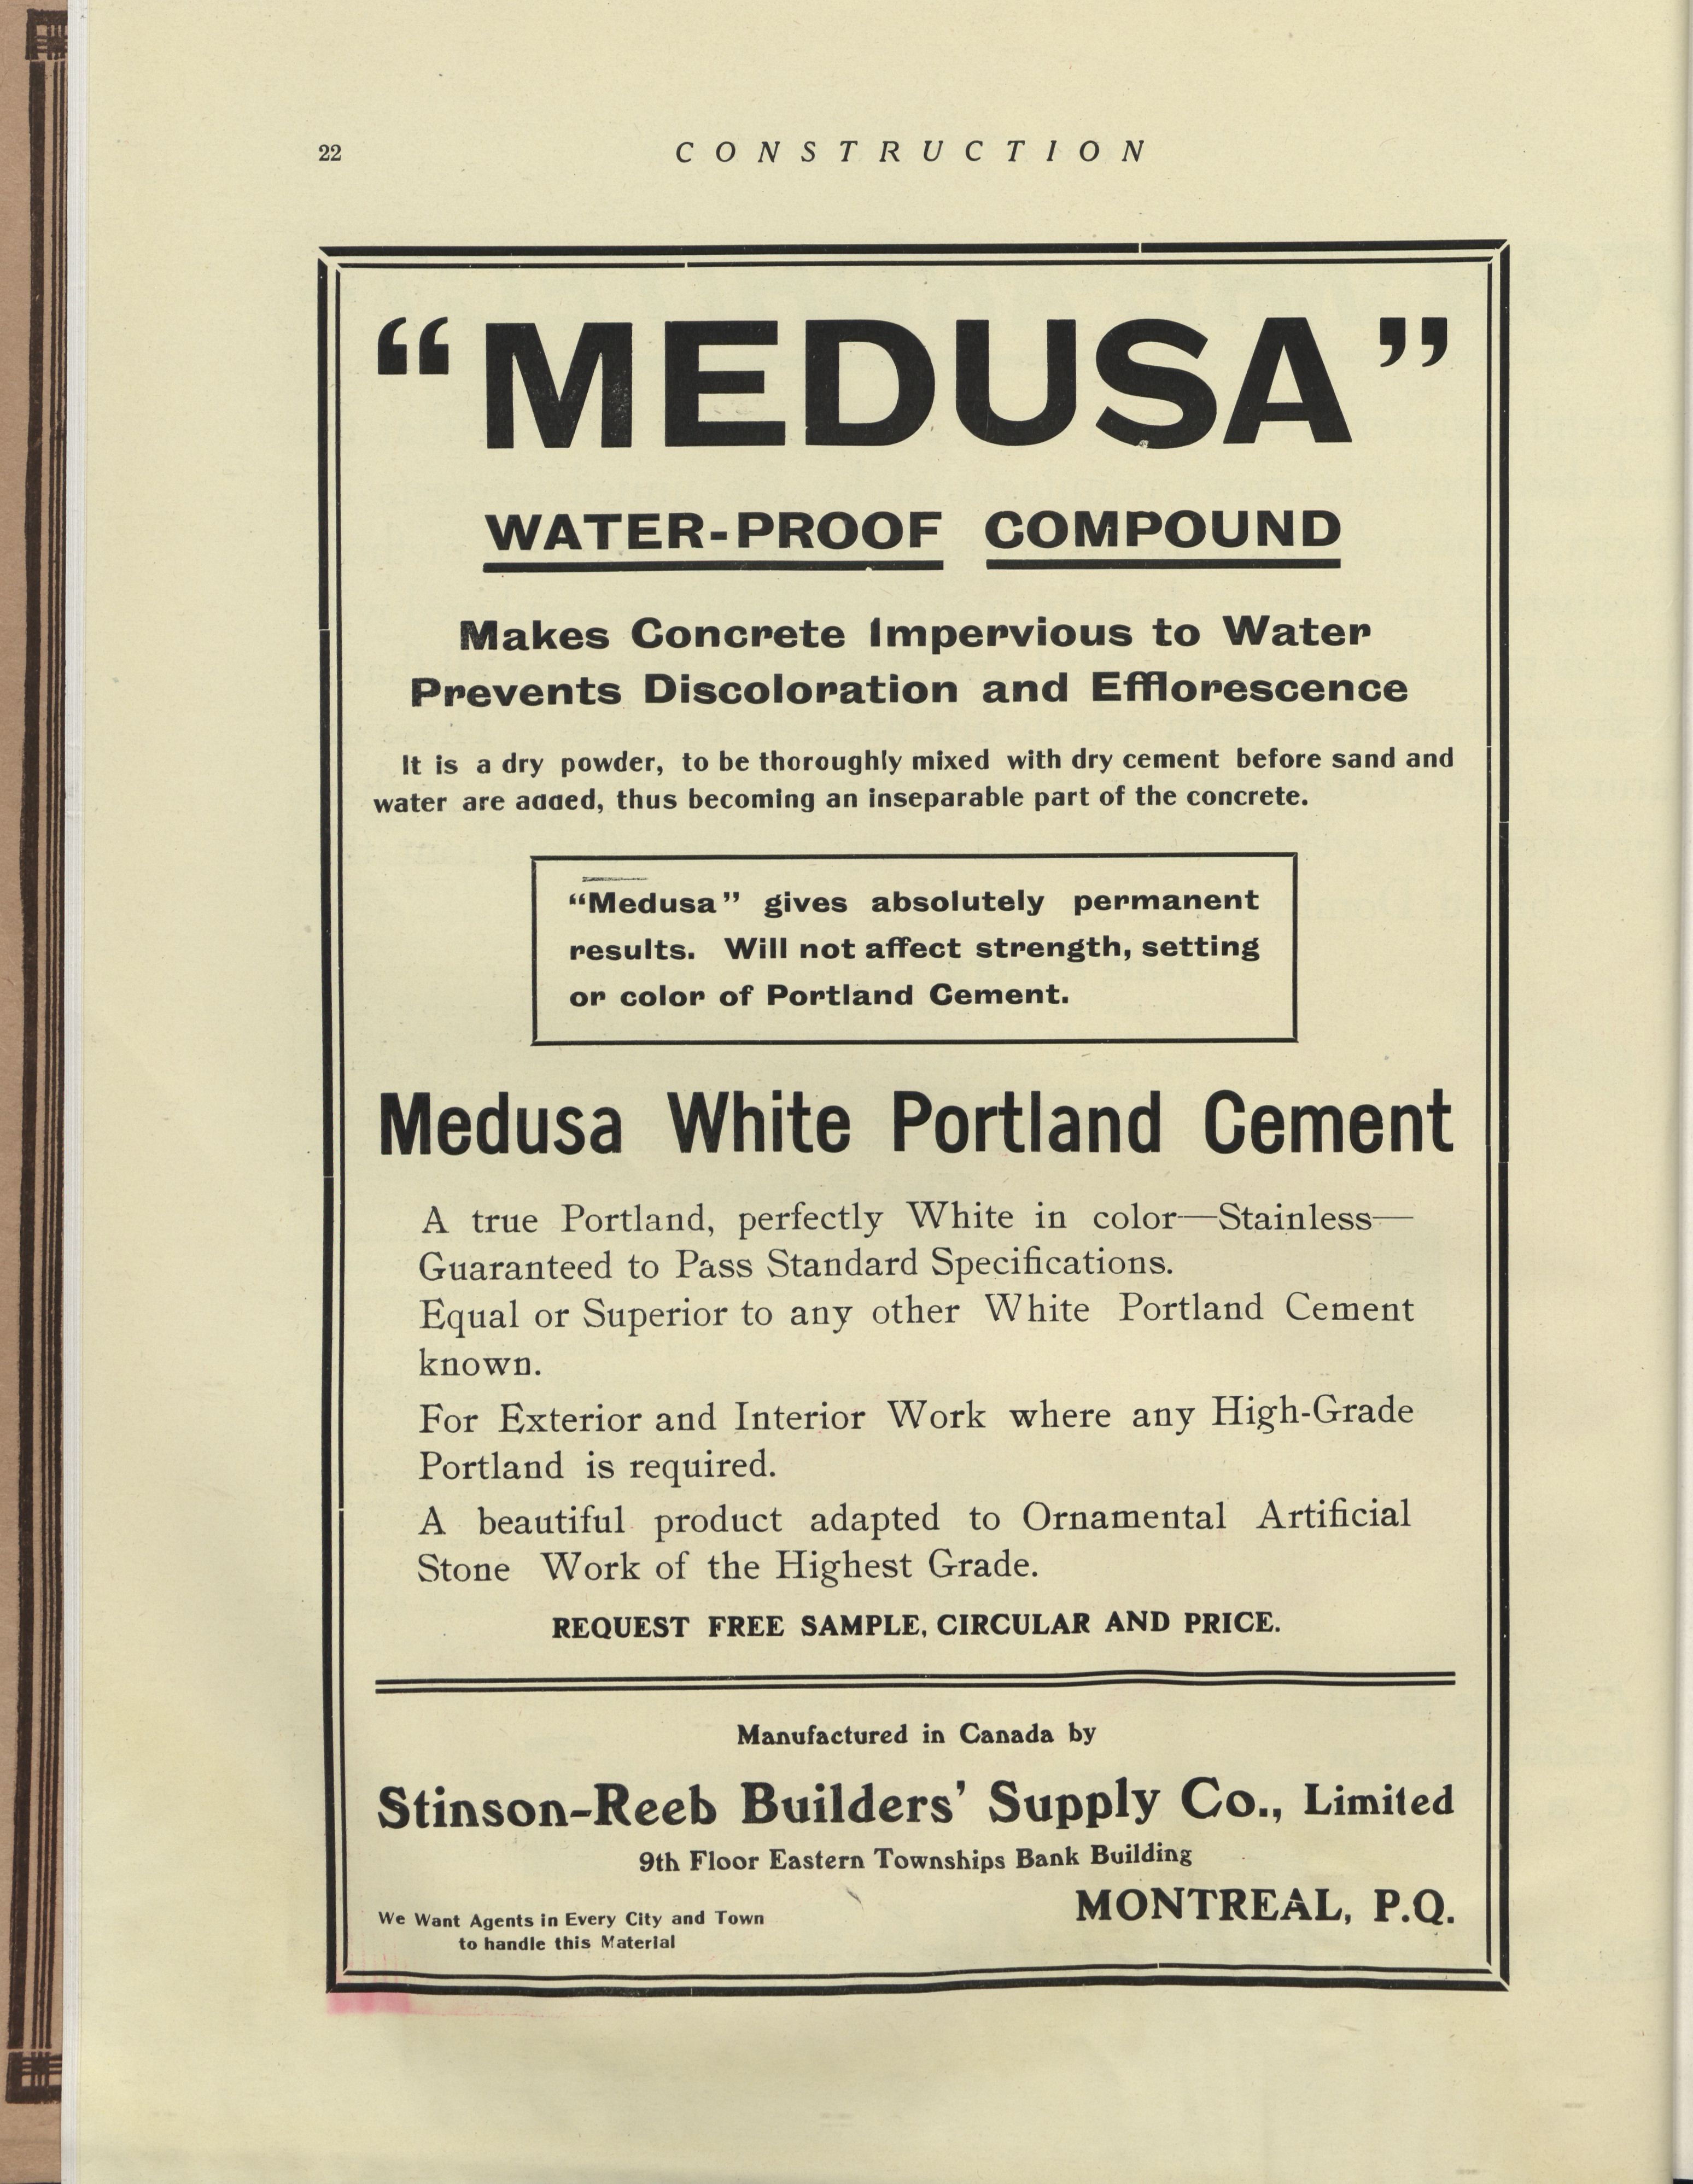 22
CONSTRUCTION
“MEDUSA”
WATER-PROOF COMPOUND
Makes Concrete Impervious to Water
Prevents Discoloration and Efflorescence
It is a dry powder, to be thoroughly mixed with dry cement before sand and
water are added, thus becoming an inseparable part of the concrete.
“Medusa” gives absolutely permanent
results. Will not affect strength, setting
or color of Portland Cement.
Medusa White Portland Cement
A true Portland, perfectly White in color—Stainless—
Guaranteed to Pass Standard Specifications.
Equal or Superior to any other White Portland Cement
known.
For Exterior and Interior Work where any High-Grade
Portland is required.
A beautiful product adapted to Ornamental Artificial
Stone Work of the Highest Grade.
REQUEST FREE SAMPLE, CIRCULAR AND PRICE.
Manufactured in Canada by
Stinson-Reeb Builders’ Supply Co., Limited
9th Floor Eastern Townships Bank Building
MONTREAL, P.Q.
We Want Agents in Every City and Town
to handle this Material